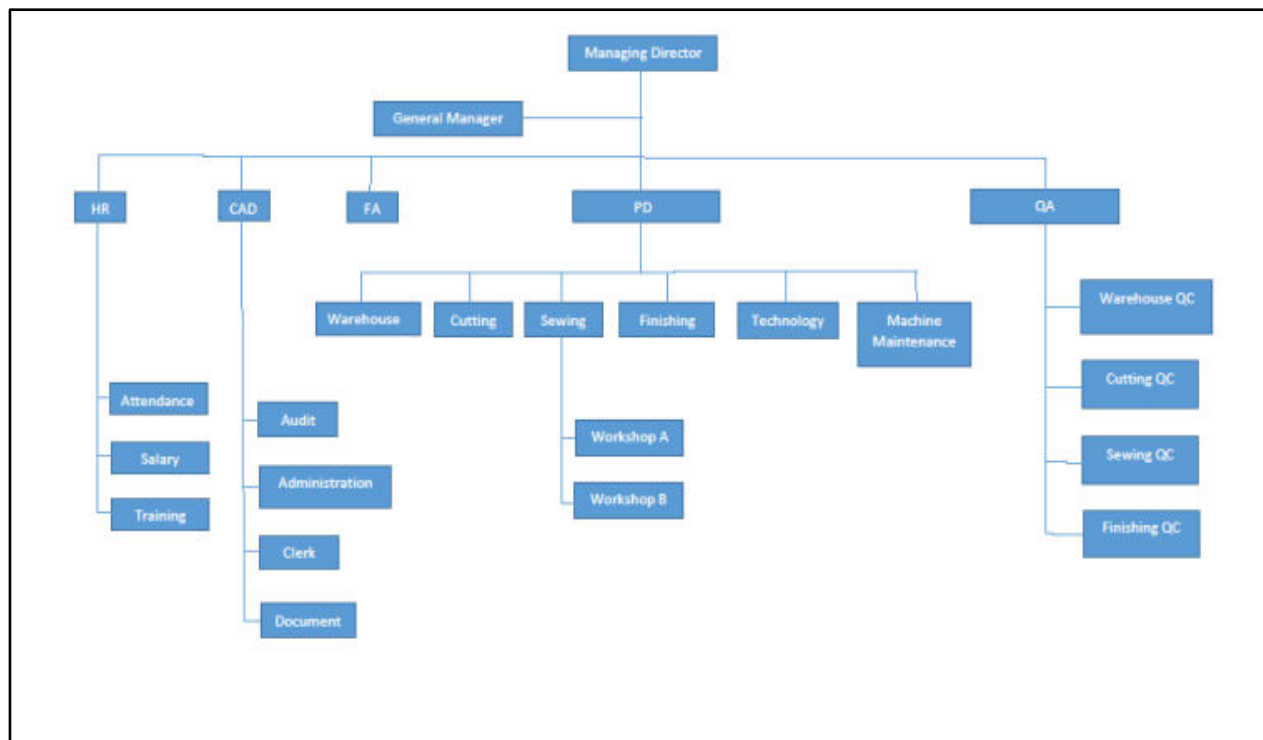 Managing Director
General Manager
HR
CAD
FA
PD
QA
Warehouse
Cutting
Sewing
Finishing
Technology
Machine
Maintenance
Warehouse QC
Cutting QC
Sewing QC
Finishing QC
Attendance
Salary
Training
Audit
Administration
Clerk
Document
Workshop A
Workshop B